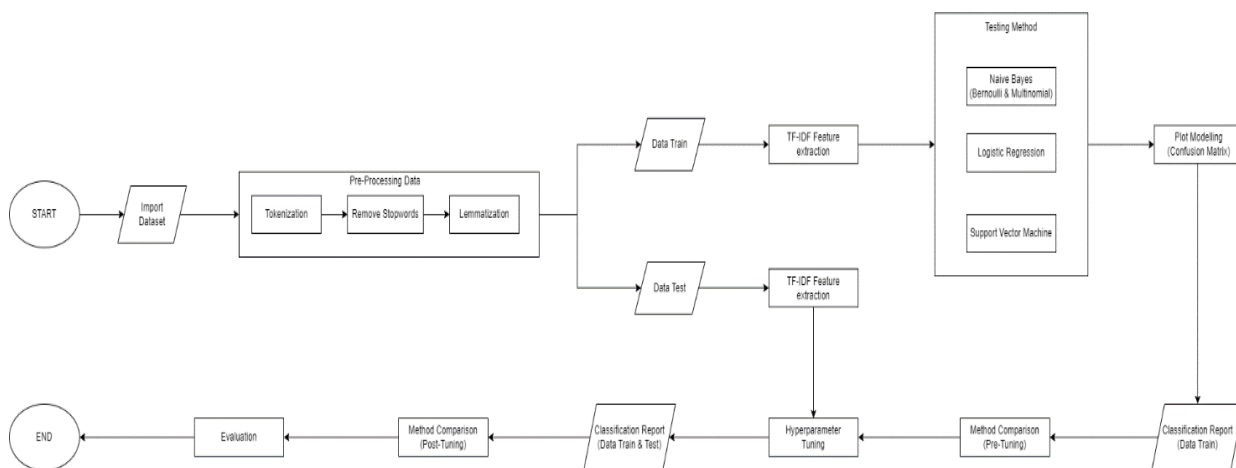 START
Import
Dataset
Pre-Processing Data
Tokenization
Remove Stopwords
Lemmatization
Data Train
TF-IDF Feature
extraction
Testing Method
Naive Bayes
(Bernoulli & Multinomial)
Logistic Regression
Support Vector Machine
Plot Modelling
(Confusion Matrix)
Data Test
TF-IDF Feature
extraction
Classification Report
(Data Train)
Method Comparison
(Pre-Tuning)
Hyperparameter
Tuning
Classification Report
(Data Train & Test)
Method Comparison
(Post-Tuning)
Evaluation
END